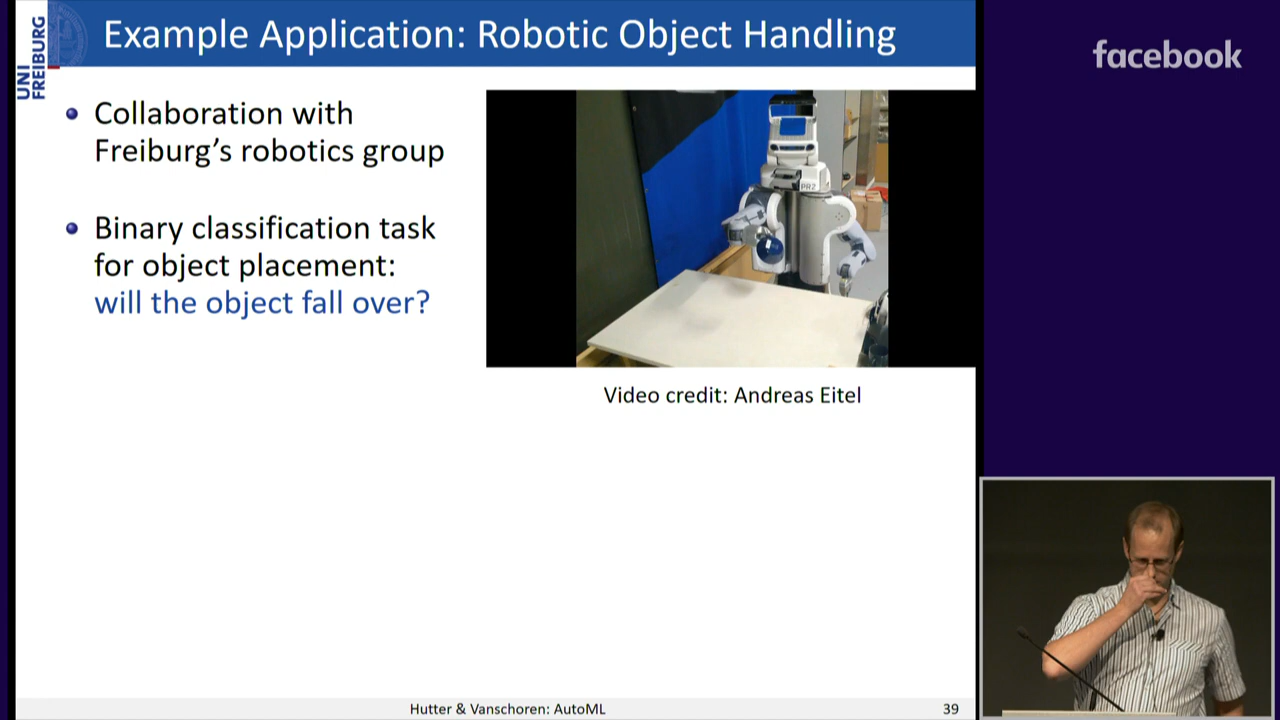 Example Application: Robotic Object Handling
UNI
FREIBURG
facebook
Collaboration with
Freiburg's robotics group
Binary classification task
for object placement:
will the object fall over?
PR2
Video credit: Andreas Eitel
Hutter & Vanschoren: AutoML
39